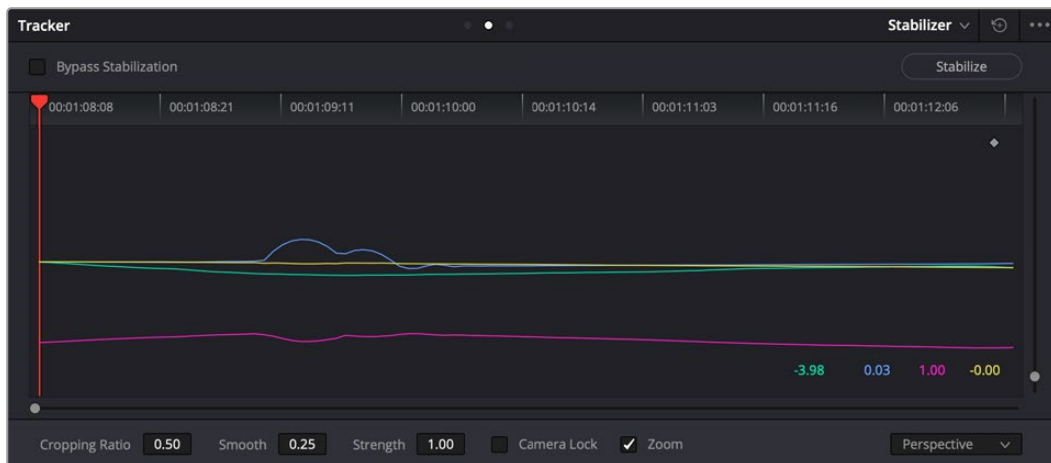 Tracker Stabilizer
Bypass Stabilization Stabilize
00:01:08:08 00:01:08:21 00:01:09:11 00:01:10:00 00:01:10:14 00:01:11:03 00:01:11:16 00:01:12:06
-3.98 0.03 1.00 -0.00
Cropping Ratio 0.50 Smooth 0.25 Strength 1.00 Camera Lock Zoom Perspective